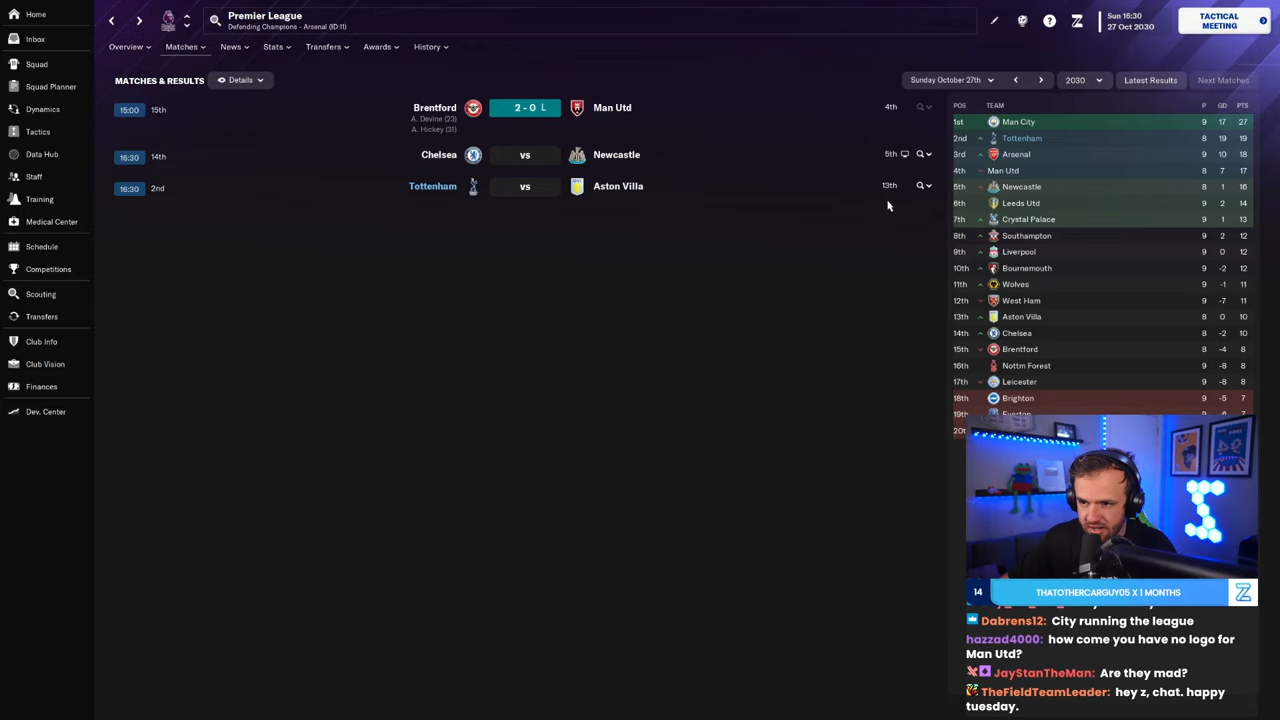 Home
Inbox
Squad
Squad Planner
Dynamics
Tactics
Data Hub
Staff
Training
Medical Center
Schedule
Competitions
Scouting
Transfers
Club Info
Club Vision
Finances
Dev. Center
Premier League
Defending Champions - Arsenal (ID:11)
Sun 16:30
27 Oct 2030
TACTICAL
MEETING
Overview Matches News Stats Transfers Awards History
MATCHES & RESULTS Details
Sunday October 27th 2030 Latest Results Next Matches
15:00 15th Brentford 2 - 0 L Man Utd 4th
A. Devine (23)
A. Hickey (31)
16:30 14th Chelsea vs Newcastle 5th
16:30 2nd Tottenham vs Aston Villa 13th
POS TEAM P GD PTS
1st Man City 9 17 27
2nd Tottenham 8 19 19
3rd Arsenal 9 10 18
4th Man Utd 8 7 17
5th Newcastle 8 1 16
6th Leeds Utd 9 2 14
7th Crystal Palace 9 1 13
8th Southampton 9 2 12
9th Liverpool 9 0 12
10th Bournemouth 9 -2 12
11th Wolves 9 -1 11
12th West Ham 9 -7 11
13th Aston Villa 8 0 10
14th Chelsea 8 -2 10
15th Brentford 8 -4 8
16th Nottm Forest 9 -8 8
17th Leicester 9 -8 8
18th Brighton 9 -5 7
19th Everton 9 -6 7
14 THATOTHERCARGUY05 X 1 MONTHS
Dabrens12: City running the league
hazzad4000: how come you have no logo for
Man Utd?
JayStanTheMan: Are they mad?
TheFieldTeamLeader: hey z, chat. happy
tuesday.